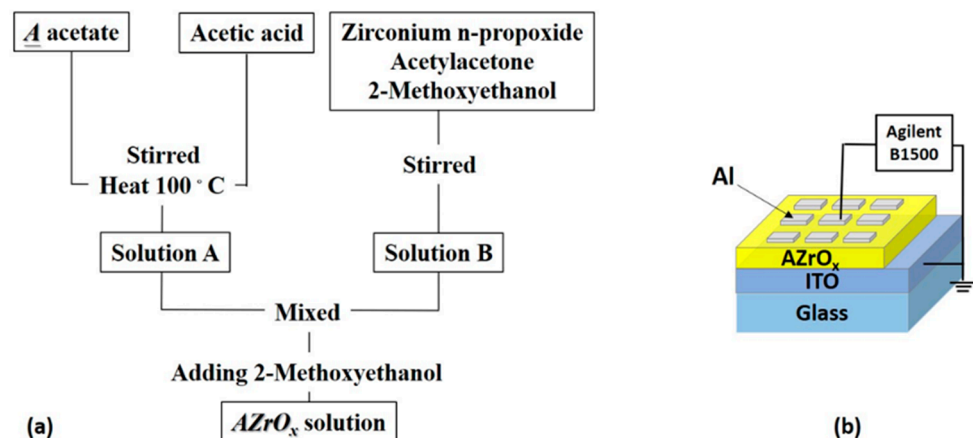 A acetate
Acetic acid
Zirconium n-propoxide
Acetylacetone
2-Methoxyethanol
Stirred
Heat 100 °C
Stirred
Solution A
Solution B
Mixed
Adding 2-Methoxyethanol
AZrOₓ solution
(a)
Agilent
B1500
Al
AZrOₓ
ITO
Glass
(b)